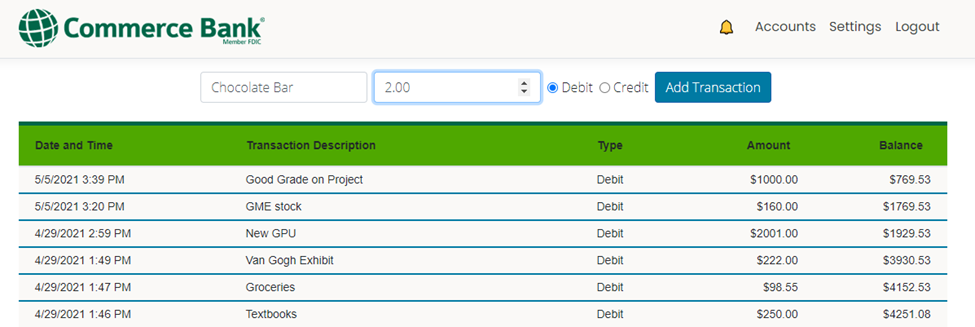 Commerce Bank
Member FDIC
Accounts Settings Logout
Chocolate Bar 2.00 Debit Credit Add Transaction
Date and Time Transaction Description Type Amount Balance
5/5/2021 3:39 PM Good Grade on Project Debit $1000.00 $769.53
5/5/2021 3:20 PM GME stock Debit $160.00 $1769.53
4/29/2021 2:59 PM New GPU Debit $2001.00 $1929.53
4/29/2021 1:49 PM Van Gogh Exhibit Debit $222.00 $3930.53
4/29/2021 1:47 PM Groceries Debit $98.55 $4152.53
4/29/2021 1:46 PM Textbooks Debit $250.00 $4251.08